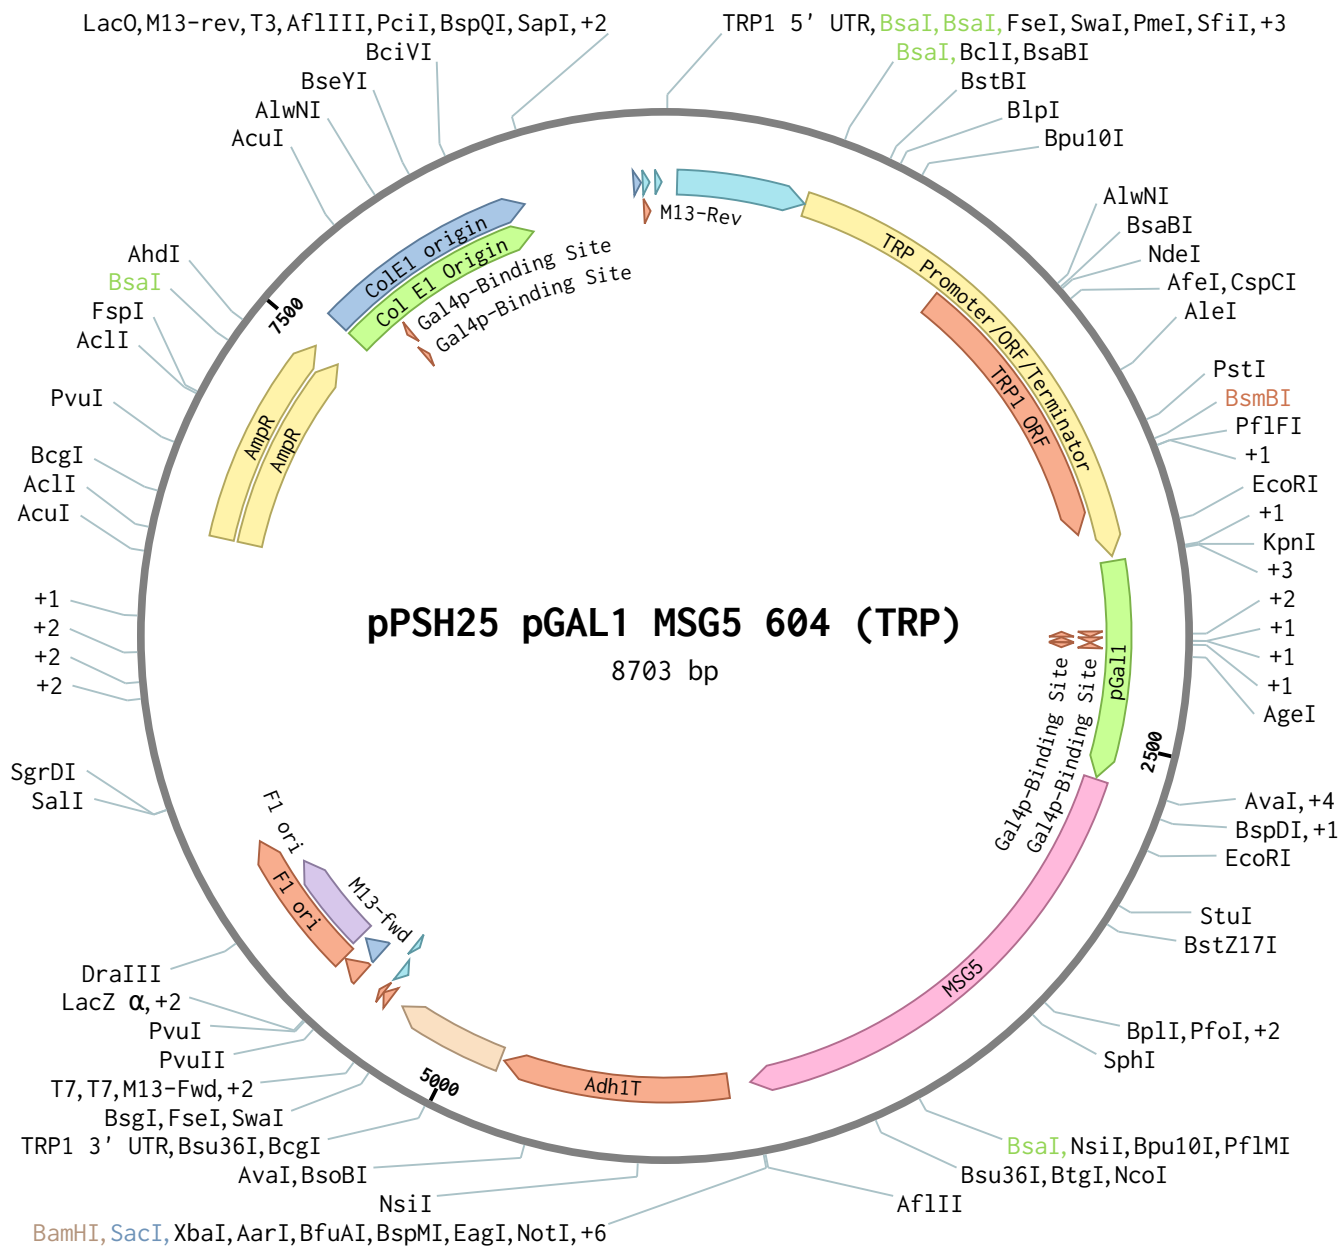 LacO,M13-rev,T3,AflIII,PciI,BspQI,SapI,+2
TRP1 5' UTR,BsaI,BsaI,FseI,SwaI,PmeI,SfiI,+3
BciVI
BsaI,BclI,BsaBI
BseYI
BstBI
AlwNI
BlpI
AcuI
Bpu10I
AlwNI
BsaBI
AhdI
NdeI
BsaI
AfeI,CspCI
FspI
AleI
AclI
PvuI
PstI
BsmBI
PflFI
BcgI
+1
AclI
EcoRI
AcuI
+1
KpnI
+3
+1
+2
+2
+1
+2
+1
+2
+1
AgeI
SgrDI
SalI
AvaI,+4
BspDI,+1
EcoRI
StuI
BstZ17I
DraIII
LacZ α,+2
PvuI
BplI,PfoI,+2
PvuII
SphI
T7,T7,M13-Fwd,+2
BsgI,FseI,SwaI
TRP1 3' UTR,Bsu36I,BcgI
BsaI,NsiI,Bpu10I,PflMI
AvaI,BsoBI
Bsu36I,BtgI,NcoI
NsiI
AflII
BamHI,SacI,XbaI,AarI,BfuAI,BspMI,EagI,NotI,+6
7500
2500
5000
M13-Rev
ColE1 origin
Col E1 Origin
Gal4p-Binding Site
Gal4p-Binding Site
AmpR
AmpR
TRP Promoter/ORF/Terminator
TRP1 ORF
pGal1
Gal4p-Binding Site
Gal4p-Binding Site
MSG5
Adh1T
M13-fwd
F1 ori
F1 ori
pPSH25 pGAL1 MSG5 604 (TRP)
8703 bp